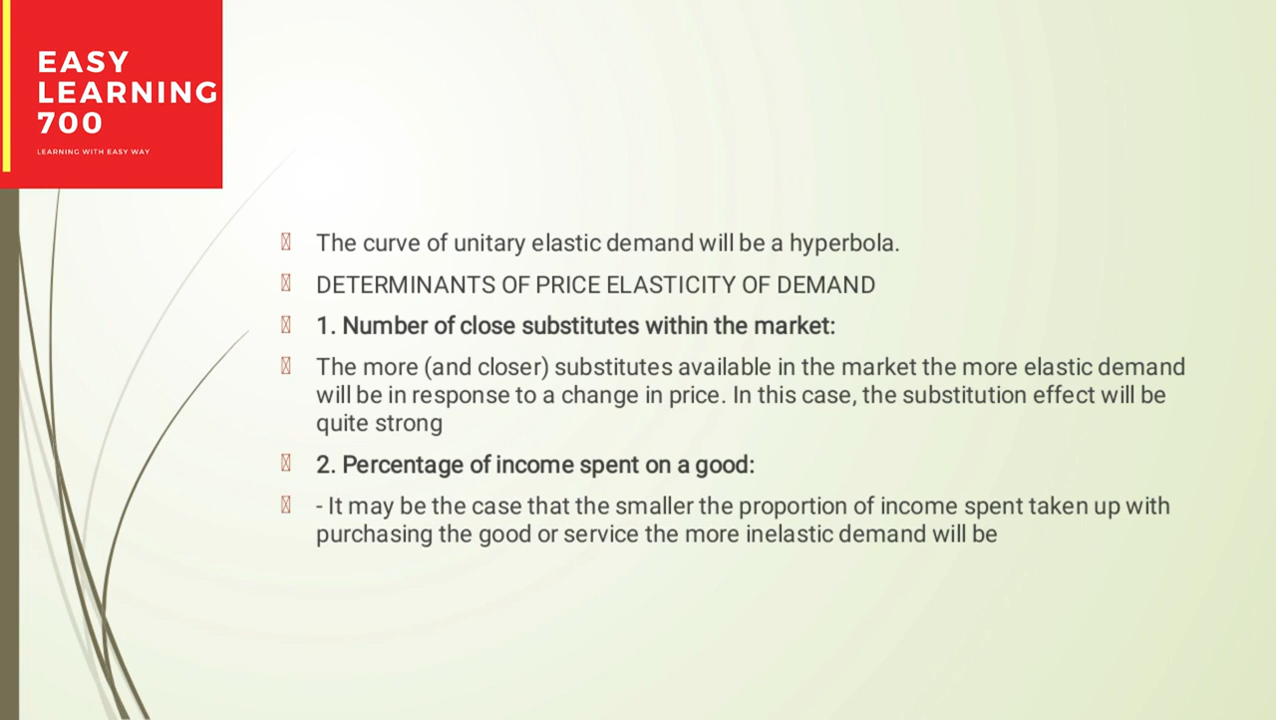 EASY
LEARNING
700
LEARNING WITH EASY WAY
The curve of unitary elastic demand will be a hyperbola.
DETERMINANTS OF PRICE ELASTICITY OF DEMAND
1. Number of close substitutes within the market:
The more (and closer) substitutes available in the market the more elastic demand
will be in response to a change in price. In this case, the substitution effect will be
quite strong
2. Percentage of income spent on a good:
- It may be the case that the smaller the proportion of income spent taken up with
purchasing the good or service the more inelastic demand will be